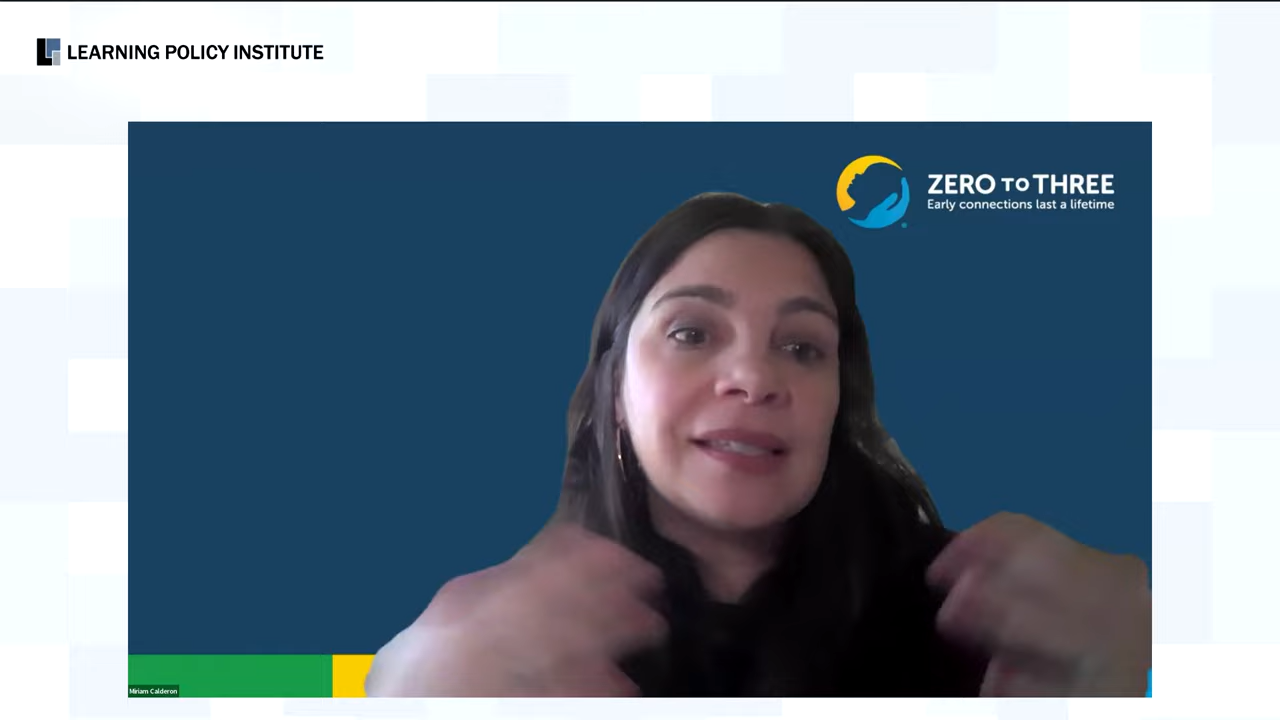 LEARNING POLICY INSTITUTE
ZERO TO THREE
Early connections last a lifetime
Miriam Calderon